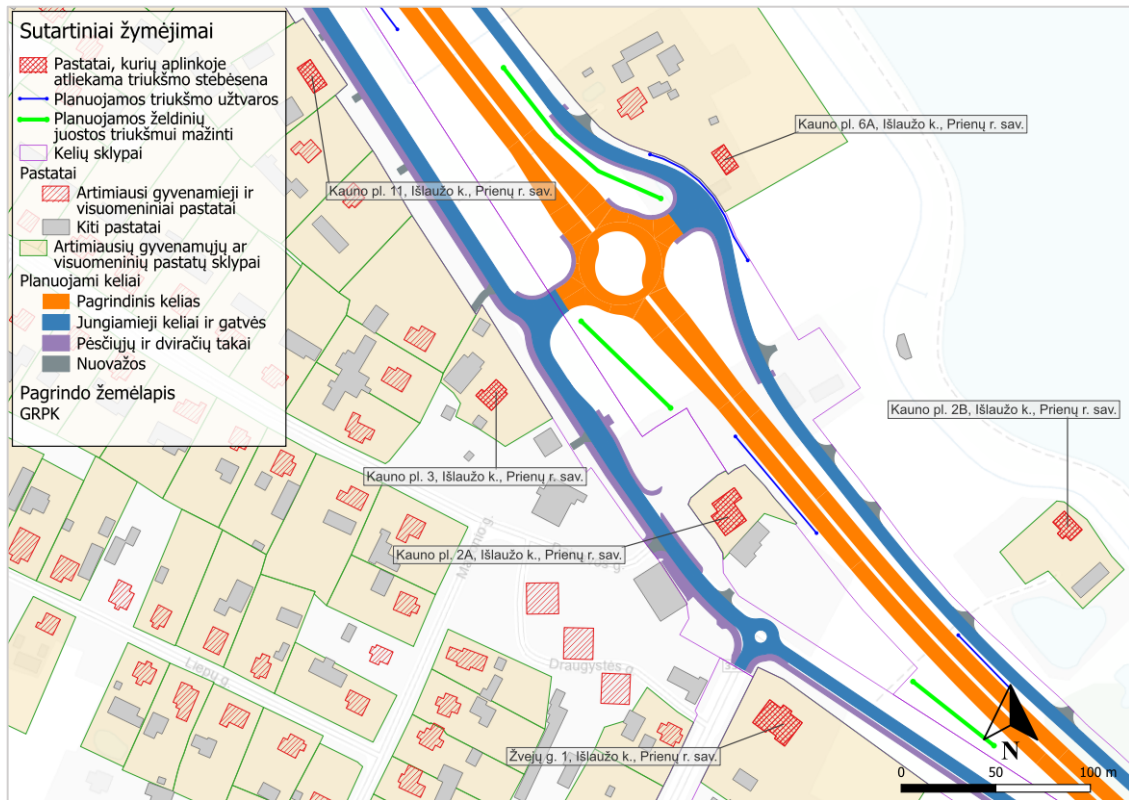 Sutartiniai žymėjimai
Pastatai, kurių aplinkoje
atliekama triukšmo stebėsena
Planuojamos triukšmo užtvaros
Planuojamos želdinių
juostos triukšmui mažinti
Kelių sklypai
Pastatai
Artimiausi gyvenamieji ir
visuomeniniai pastatai
Kiti pastatai
Artimiausių gyvenamųjų ar
visuomeninių pastatų sklypai
Planuojami keliai
Pagrindinis kelias
Jungiamieji keliai ir gatvės
Pėsčiųjų ir dviračių takai
Nuovažos
Pagrindo žemėlapis
GRPK
Kauno pl. 6A, Išlaužo k., Prienų r. sav.
Kauno pl. 11, Išlaužo k., Prienų r. sav.
Kauno pl. 2B, Išlaužo k., Prienų r. sav.
Kauno pl. 3, Išlaužo k., Prienų r. sav.
Kauno pl. 2A, Išlaužo k., Prienų r. sav.
Liepų g.
Draugystės g.
Žvejų g. 1, Išlaužo k., Prienų r. sav.
N
0 50 100 m